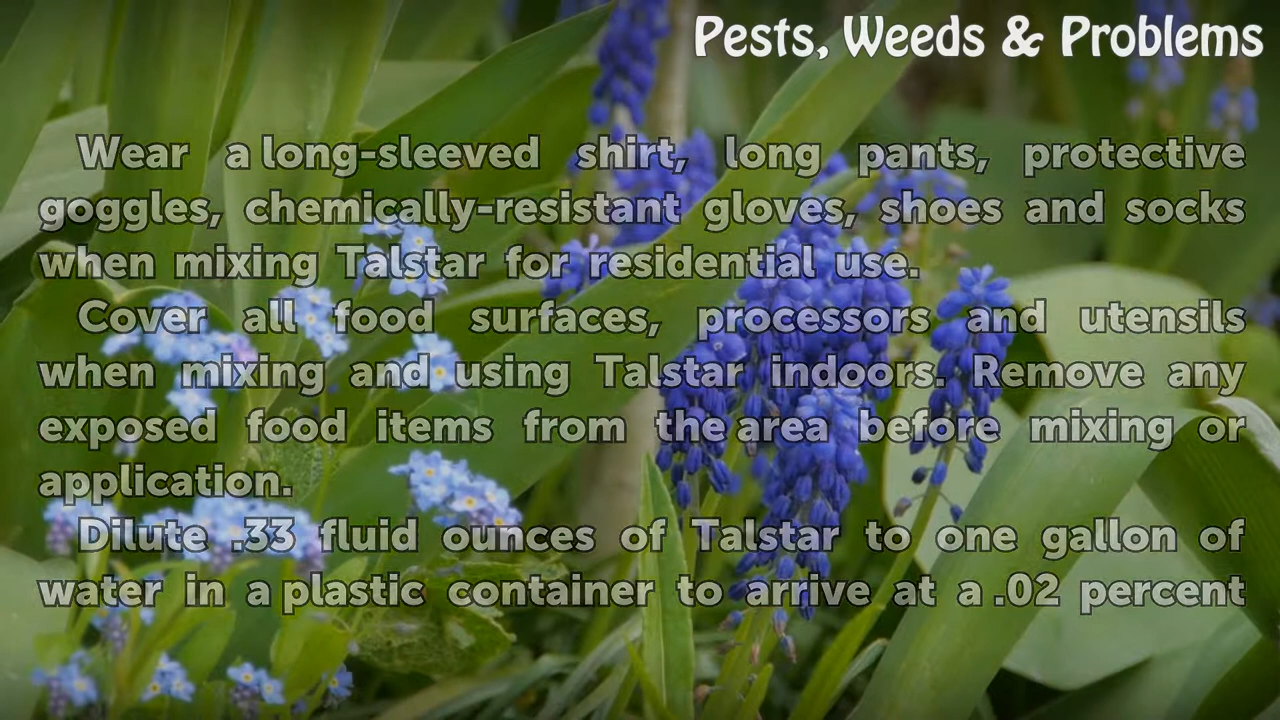 Pests, Weeds & Problems
Wear a long-sleeved shirt, long pants, protective
goggles, chemically-resistant gloves, shoes and socks
when mixing Talstar for residential use.
Cover all food surfaces, processors and utensils
when mixing and using Talstar indoors. Remove any
exposed food items from the area before mixing or
application.
Dilute .33 fluid ounces of Talstar to one gallon of
water in a plastic container to arrive at a .02 percent